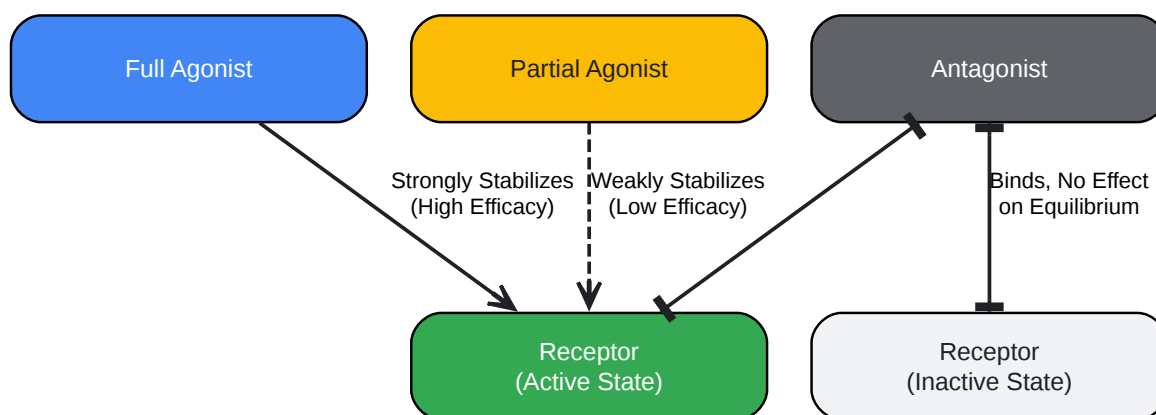 Full Agonist
Partial Agonist
Antagonist
Strongly Stabilizes
(High Efficacy)
Weakly Stabilizes
(Low Efficacy)
Binds, No Effect
on Equilibrium
Receptor
(Active State)
Receptor
(Inactive State)